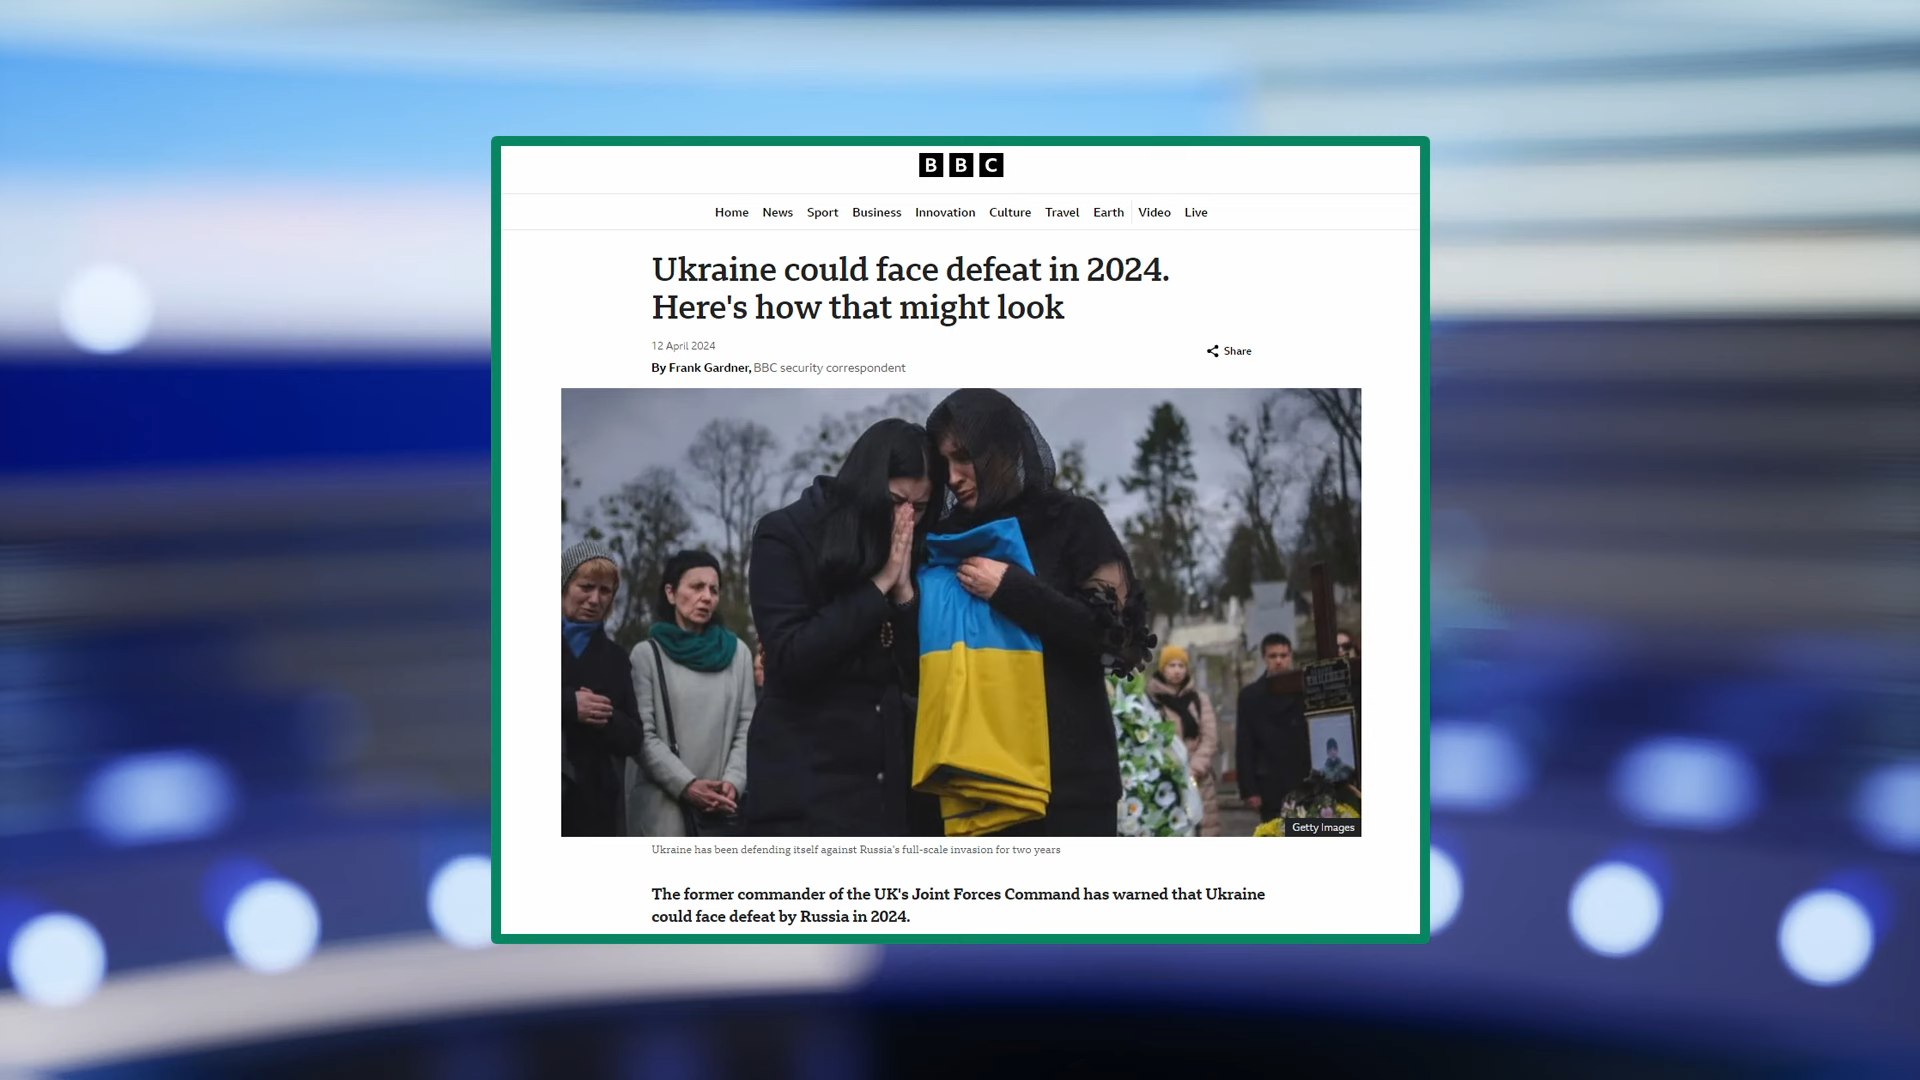 BBC
Home News Sport Business Innovation Culture Travel Earth Video Live
Ukraine could face defeat in 2024.
Here's how that might look
12 April 2024
Share
By Frank Gardner, BBC security correspondent
Getty Images
Ukraine has been defending itself against Russia's full-scale invasion for two years
The former commander of the UK's Joint Forces Command has warned that Ukraine
could face defeat by Russia in 2024.